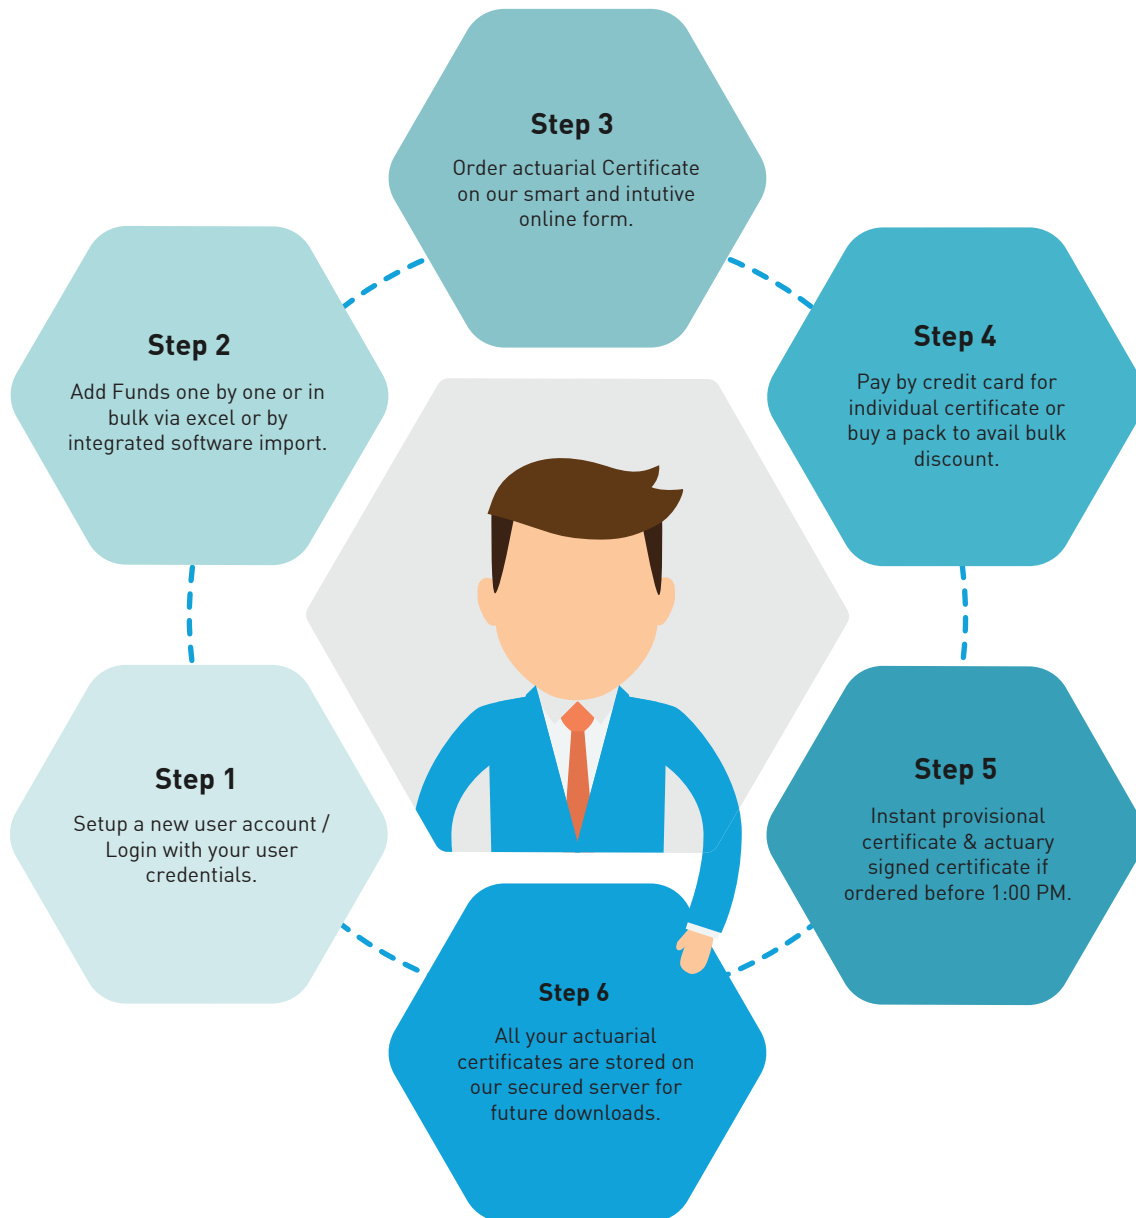 Step 3
Order actuarial Certificate
on our smart and intutive
online form.
Step 2
Add Funds one by one or in
bulk via excel or by
integrated software import.
Step 4
Pay by credit card for
individual certificate or
buy a pack to avail bulk
discount.
Step 1
Setup a new user account /
Login with your user
credentials.
Step 5
Instant provisional
certificate & actuary
signed certificate if
ordered before 1:00 PM.
Step 6
All your actuarial
certificates are stored on
our secured server for
future downloads.